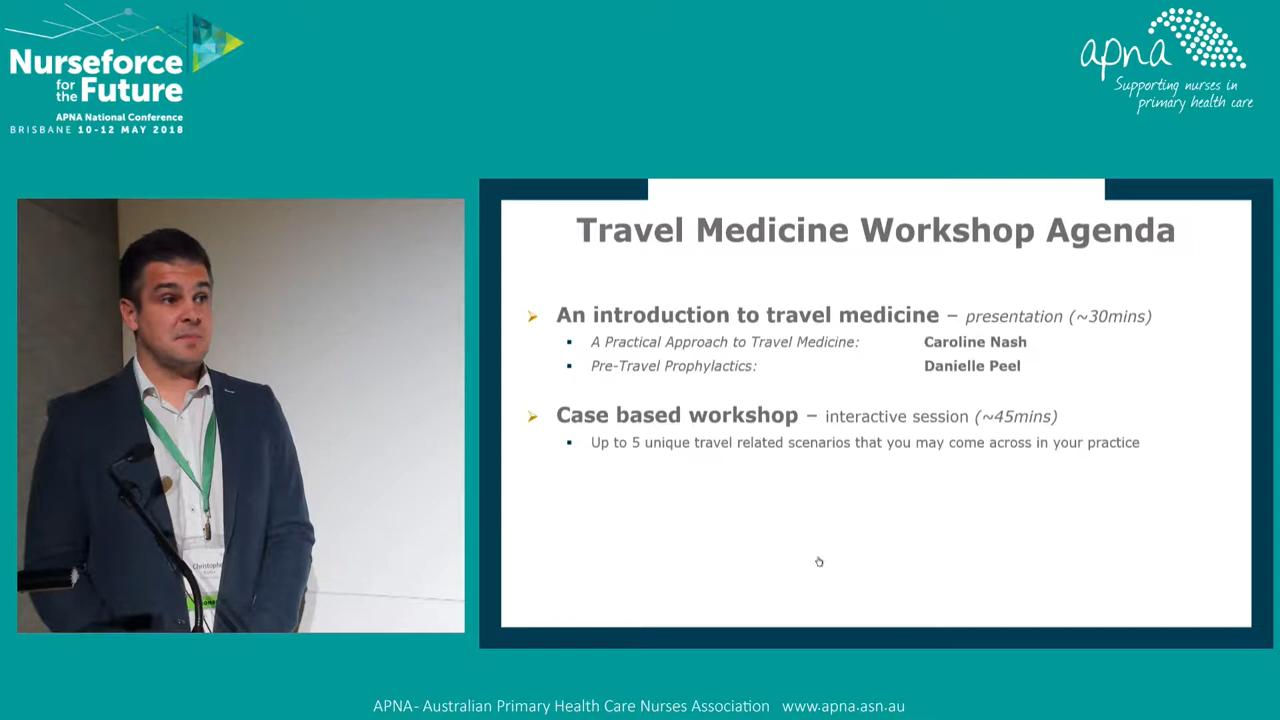 Nurseforce
for
the Future
APNA National Conference
BRISBANE 10-12 MAY 2018
apna
Supporting nurses in
primary health care
Travel Medicine Workshop Agenda
An introduction to travel medicine – presentation (~30mins)
A Practical Approach to Travel Medicine: Caroline Nash
Pre-Travel Prophylactics: Danielle Peel
Case based workshop – interactive session (~45mins)
Up to 5 unique travel related scenarios that you may come across in your practice
Christophe
APNA- Australian Primary Health Care Nurses Association www.apna.asn.au